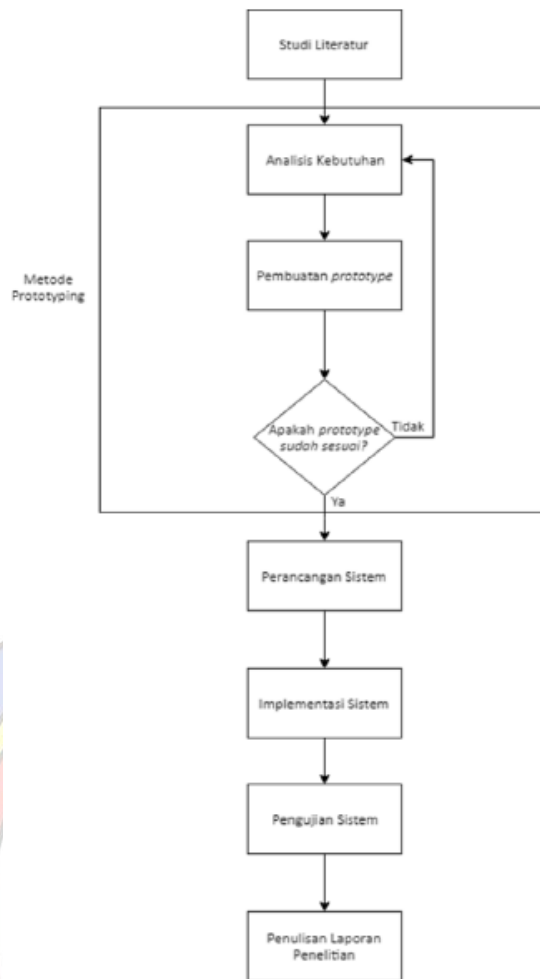 Studi Literatur
Analisis Kebutuhan
Pembuatan prototype
Metode
Prototyping
Apakah prototype
sudah sesuai?
Tidak
Ya
Perancangan Sistem
Implementasi Sistem
Pengujian Sistem
Penulisan Laporan
Penelitian